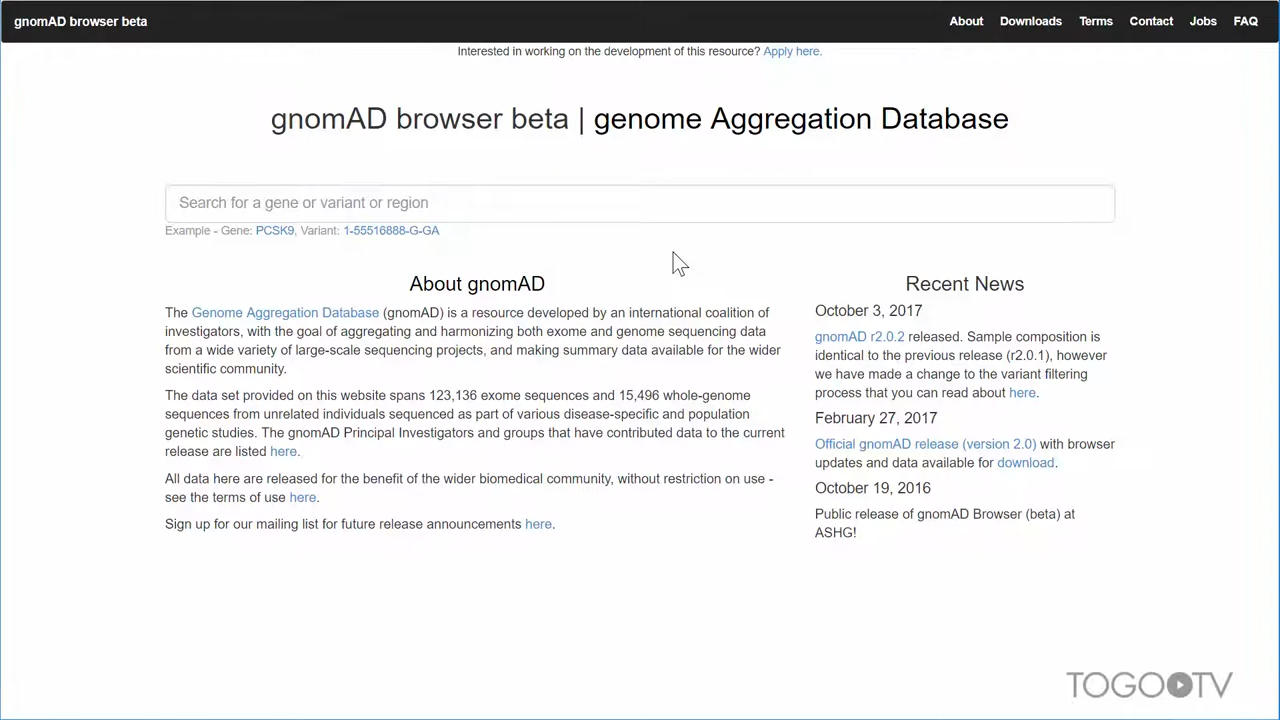 gnomAD browser beta
About Downloads Terms Contact Jobs FAQ
Interested in working on the development of this resource? Apply here.
gnomAD browser beta | genome Aggregation Database
Search for a gene or variant or region
Example - Gene: PCSK9, Variant: 1-55516888-G-GA
About gnomAD
The Genome Aggregation Database (gnomAD) is a resource developed by an international coalition of
investigators, with the goal of aggregating and harmonizing both exome and genome sequencing data
from a wide variety of large-scale sequencing projects, and making summary data available for the wider
scientific community.
The data set provided on this website spans 123,136 exome sequences and 15,496 whole-genome
sequences from unrelated individuals sequenced as part of various disease-specific and population
genetic studies. The gnomAD Principal Investigators and groups that have contributed data to the current
release are listed here.
All data here are released for the benefit of the wider biomedical community, without restriction on use -
see the terms of use here.
Sign up for our mailing list for future release announcements here.
Recent News
October 3, 2017
gnomAD r2.0.2 released. Sample composition is
identical to the previous release (r2.0.1), however
we have made a change to the variant filtering
process that you can read about here.
February 27, 2017
Official gnomAD release (version 2.0) with browser
updates and data available for download.
October 19, 2016
Public release of gnomAD Browser (beta) at
ASHG!
TOGOTV